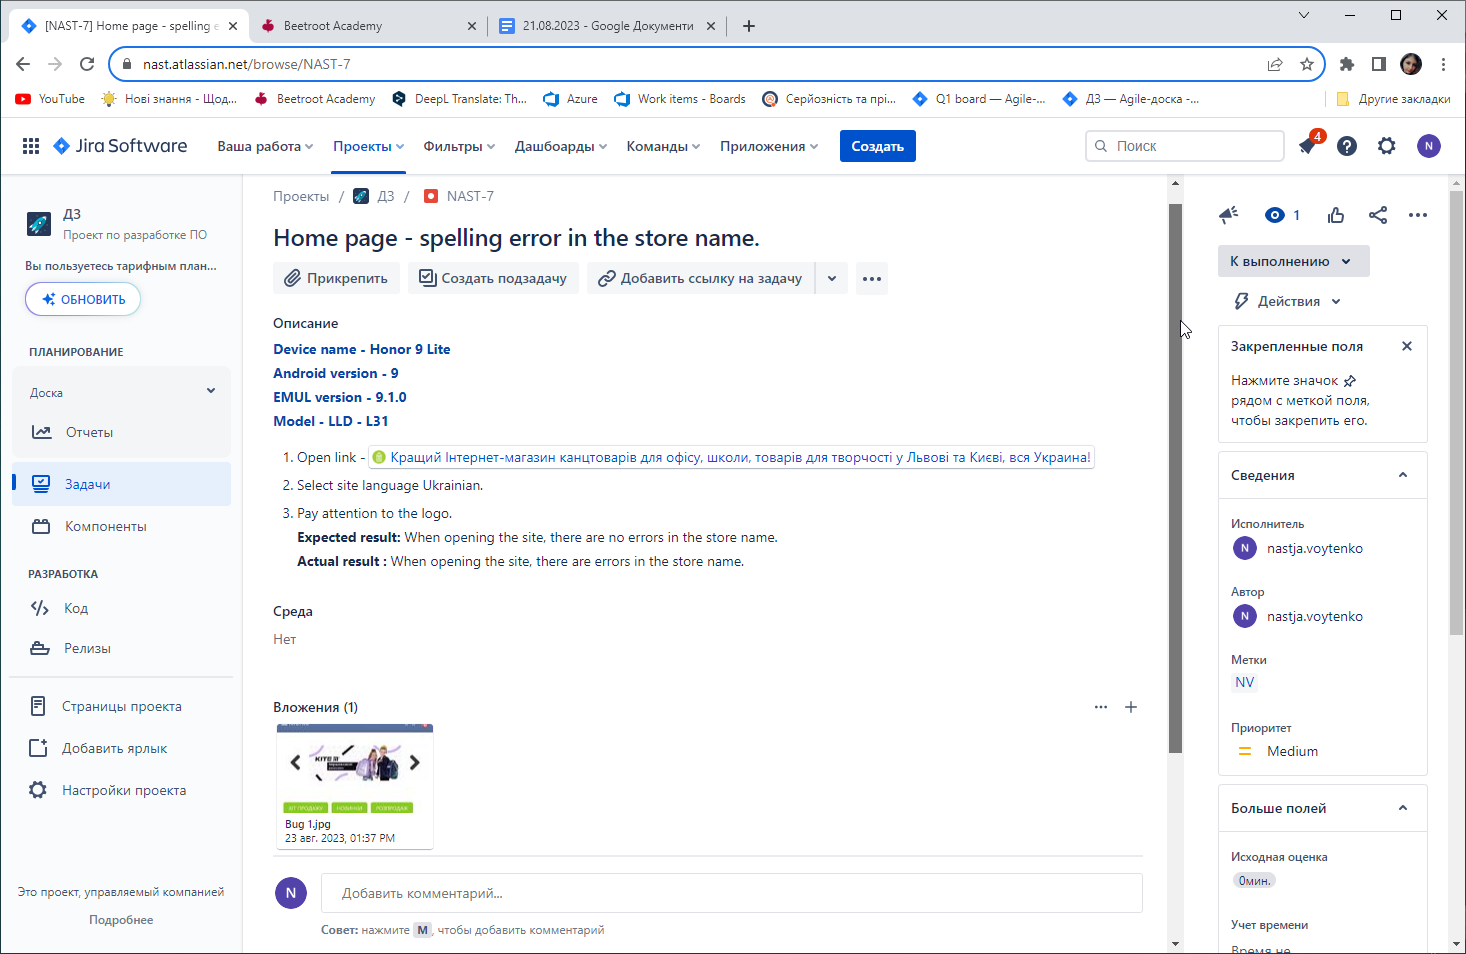 [NAST-7] Home page - spelling e
Beetroot Academy
21.08.2023 - Google Документи
nast.atlassian.net/browse/NAST-7
YouTube
Нові знання - Щод...
Beetroot Academy
DeepL Translate: Th...
Azure
Work items - Boards
Серйозність та прі...
Q1 board — Agile-...
ДЗ — Agile-доска -...
Другие закладки
Jira Software
Ваша работа
Проекты
Фильтры
Дашборды
Команды
Приложения
Создать
Поиск
4
N
ДЗ
Проект по разработке ПО
Вы пользуетесь тарифным план...
ОБНОВИТЬ
ПЛАНИРОВАНИЕ
Доска
Отчеты
Задачи
Компоненты
РАЗРАБОТКА
Код
Релизы
Страницы проекта
Добавить ярлык
Настройки проекта
Это проект, управляемый компанией
Подробнее
Проекты / ДЗ / NAST-7
Home page - spelling error in the store name.
Прикрепить
Создать подзадачу
Добавить ссылку на задачу
Описание
Device name - Honor 9 Lite
Android version - 9
EMUL version - 9.1.0
Model - LLD - L31
1. Open link - Кращий Інтернет-магазин канцтоварів для офісу, школи, товарів для творчості у Львові та Києві, вся Украина!
2. Select site language Ukrainian.
3. Pay attention to the logo.
Expected result: When opening the site, there are no errors in the store name.
Actual result : When opening the site, there are errors in the store name.
Среда
Нет
Вложения (1)
KITE
ХІТ ПРОДАЖУ
НОВИНКИ
РОЗПРОДАЖ
Bug 1.jpg
23 авг. 2023, 01:37 PM
N
Добавить комментарий...
Совет: нажмите M, чтобы добавить комментарий
1
К выполнению
Действия
Закрепленные поля
Нажмите значок
рядом с меткой поля,
чтобы закрепить его.
Сведения
Исполнитель
N
nastja.voytenko
Автор
N
nastja.voytenko
Метки
NV
Приоритет
Medium
Больше полей
Исходная оценка
0мин.
Учет времени
Время не